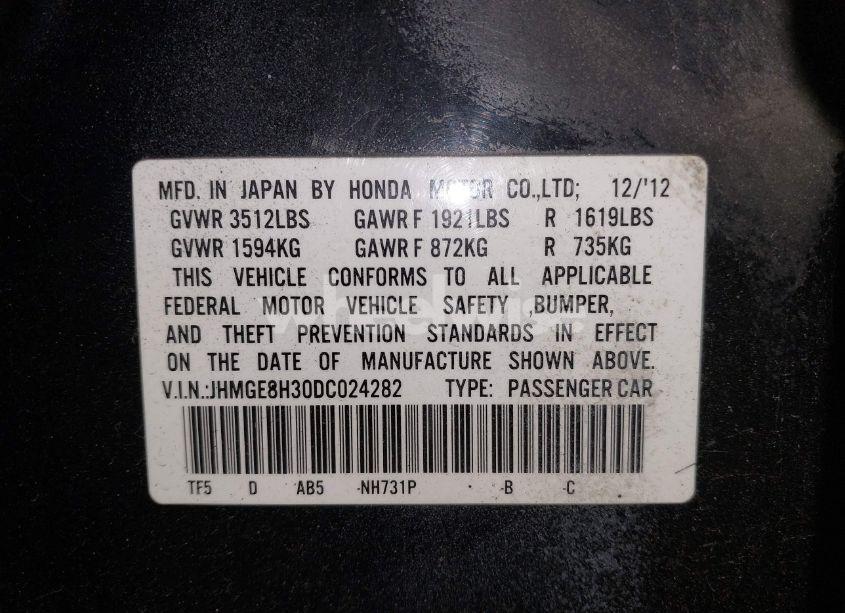 MFD. IN JAPAN BY HONDA MOTOR CO.,LTD; 12/'12
GVWR 3512LBS GAWR F 1921LBS R 1619LBS
GVWR 1594KG GAWR F 872KG R 735KG
THIS VEHICLE CONFORMS TO ALL APPLICABLE
FEDERAL MOTOR VEHICLE SAFETY ,BUMPER,
AND THEFT PREVENTION STANDARDS IN EFFECT
ON THE DATE OF MANUFACTURE SHOWN ABOVE.
V.I.N.:JHMGE8H30DC024282 TYPE: PASSENGER CAR
TF5 D AB5 -NH731P - -B -C